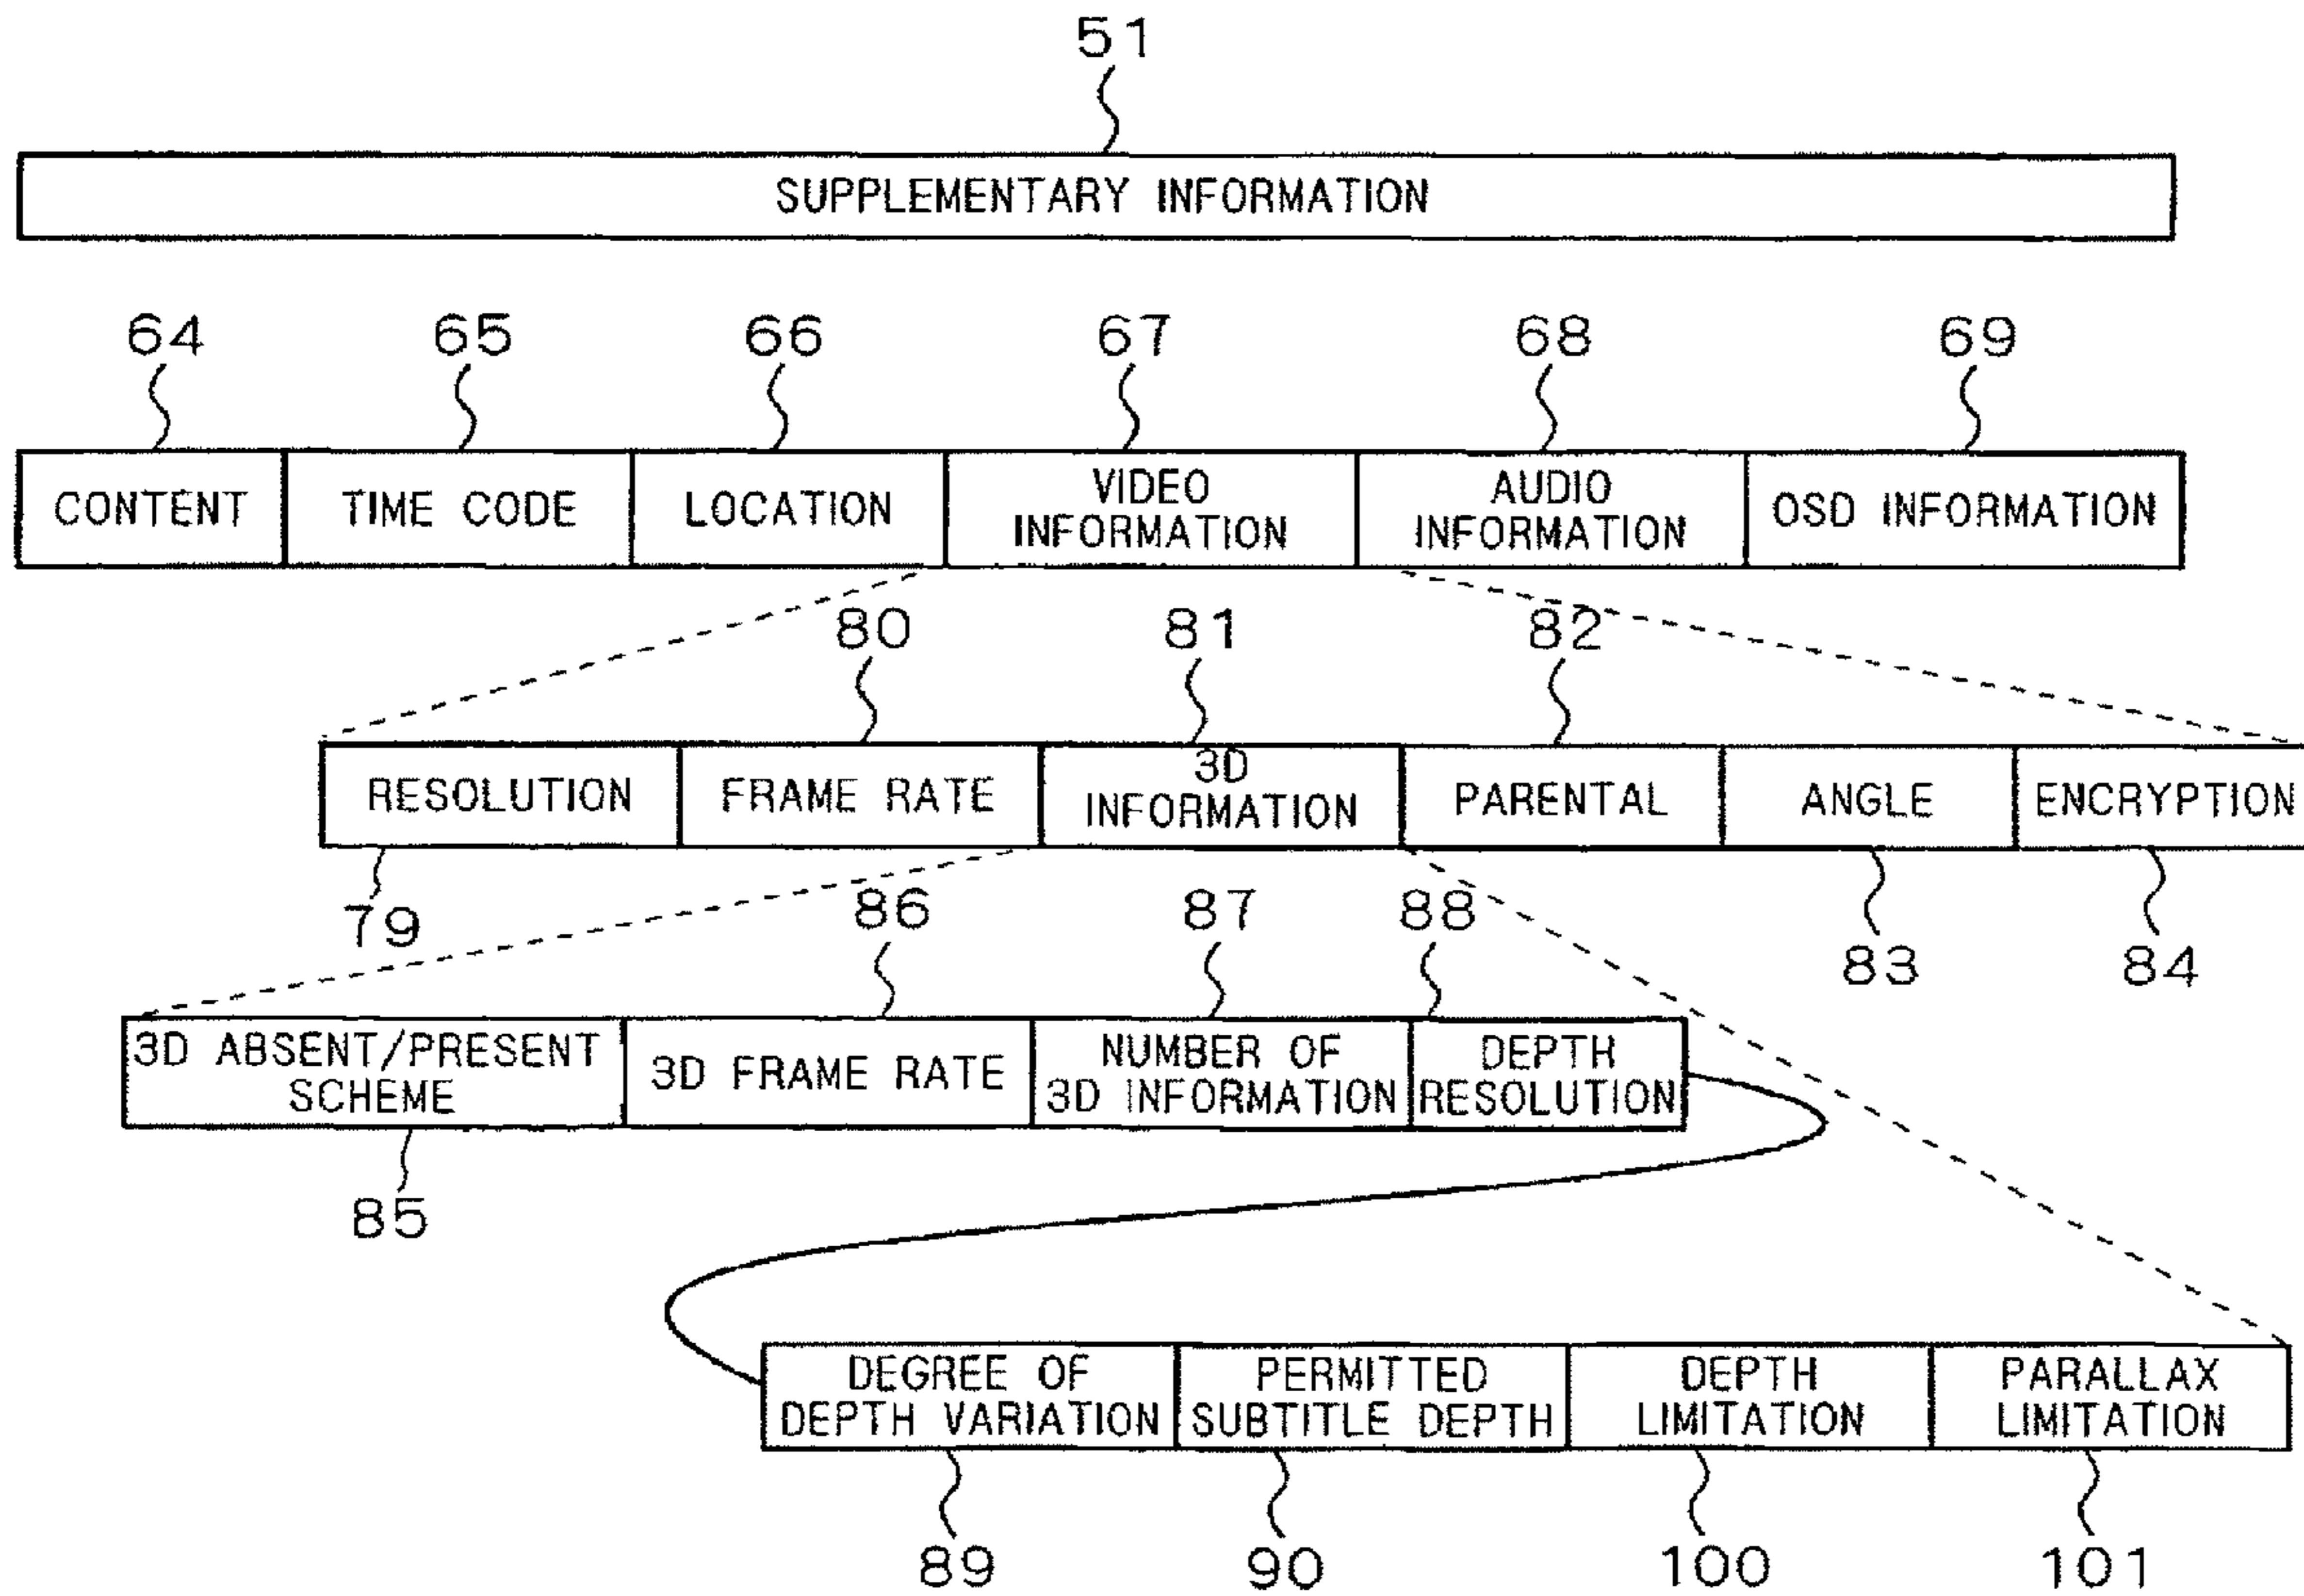 51
SUPPLEMENTARY INFORMATION
64 65 66 67 68 69
CONTENT
TIME CODE
LOCATION
VIDEO
INFORMATION
AUDIO
INFORMATION
OSD INFORMATION
80 81 82
RESOLUTION
FRAME RATE
3D
INFORMATION
PARENTAL
ANGLE
ENCRYPTION
79 86 87 88 83 84
3D ABSENT/PRESENT
SCHEME
3D FRAME RATE
NUMBER OF
3D INFORMATION
DEPTH
RESOLUTION
85
DEGREE OF
DEPTH VARIATION
PERMITTED
SUBTITLE DEPTH
DEPTH
LIMITATION
PARALLAX
LIMITATION
89 90 100 101